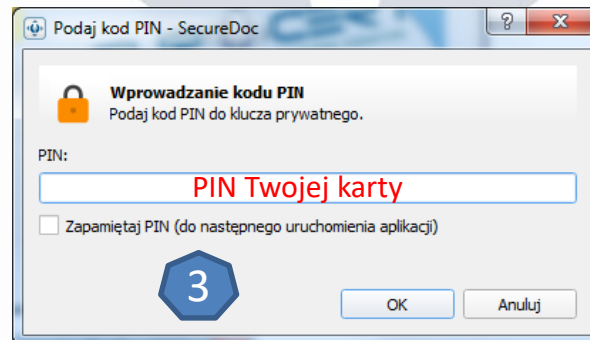 Podaj kod PIN - SecureDoc
Wprowadzanie kodu PIN
Podaj kod PIN do klucza prywatnego.
PIN:
PIN Twojej karty
Zapamiętaj PIN (do następnego uruchomienia aplikacji)
3
OK Anuluj